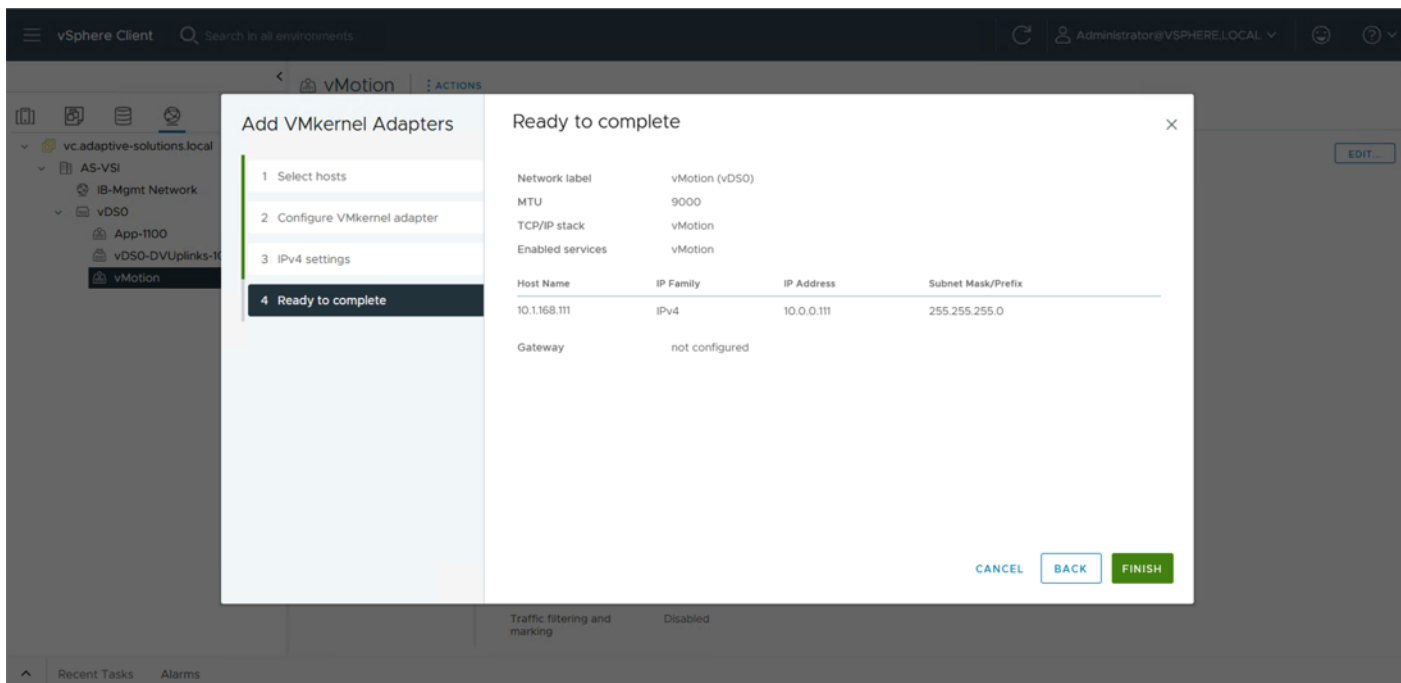 vSphere Client
Search in all environments
Administrator@VSPHERE.LOCAL
vMotion
ACTIONS
vc.adaptive-solutions.local
AS-VSI
IB-Mgmt Network
vDS0
App-1100
vDS0-DVUplinks-10
vMotion
EDIT...
Add VMkernel Adapters
1 Select hosts
2 Configure VMkernel adapter
3 IPv4 settings
4 Ready to complete
Ready to complete
Network label vMotion (vDS0)
MTU 9000
TCP/IP stack vMotion
Enabled services vMotion
Host Name IP Family IP Address Subnet Mask/Prefix
10.1.168.111 IPv4 10.0.0.111 255.255.255.0
Gateway not configured
CANCEL BACK FINISH
Traffic filtering and Disabled
marking
Recent Tasks Alarms